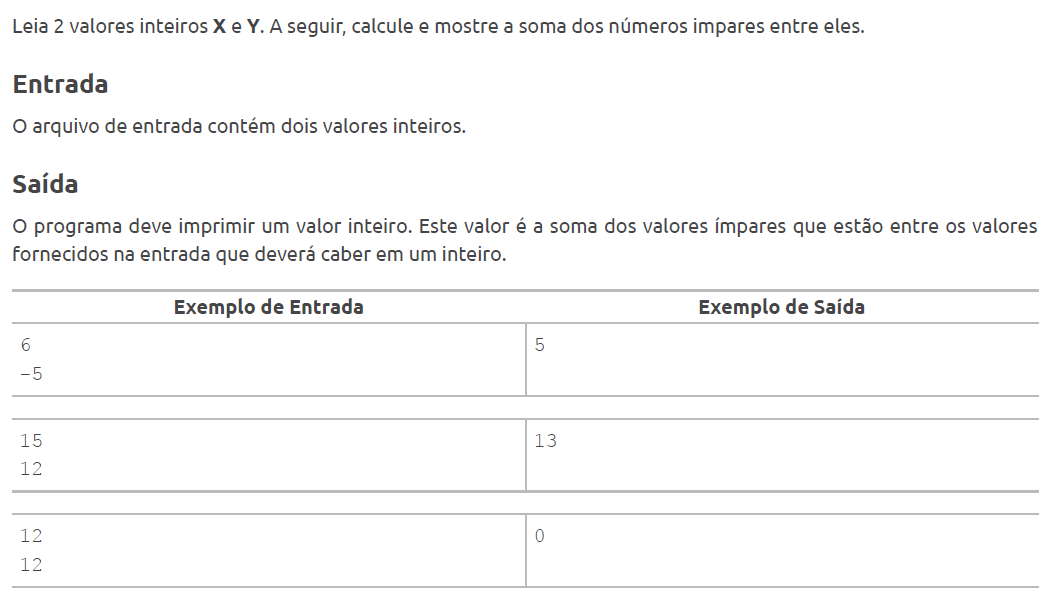 Leia 2 valores inteiros X e Y. A seguir, calcule e mostre a soma dos números impares entre eles.
Entrada
O arquivo de entrada contém dois valores inteiros.
Saída
O programa deve imprimir um valor inteiro. Este valor é a soma dos valores ímpares que estão entre os valores
fornecidos na entrada que deverá caber em um inteiro.
Exemplo de Entrada Exemplo de Saída
6 5
-5
15 13
12
12 0
12